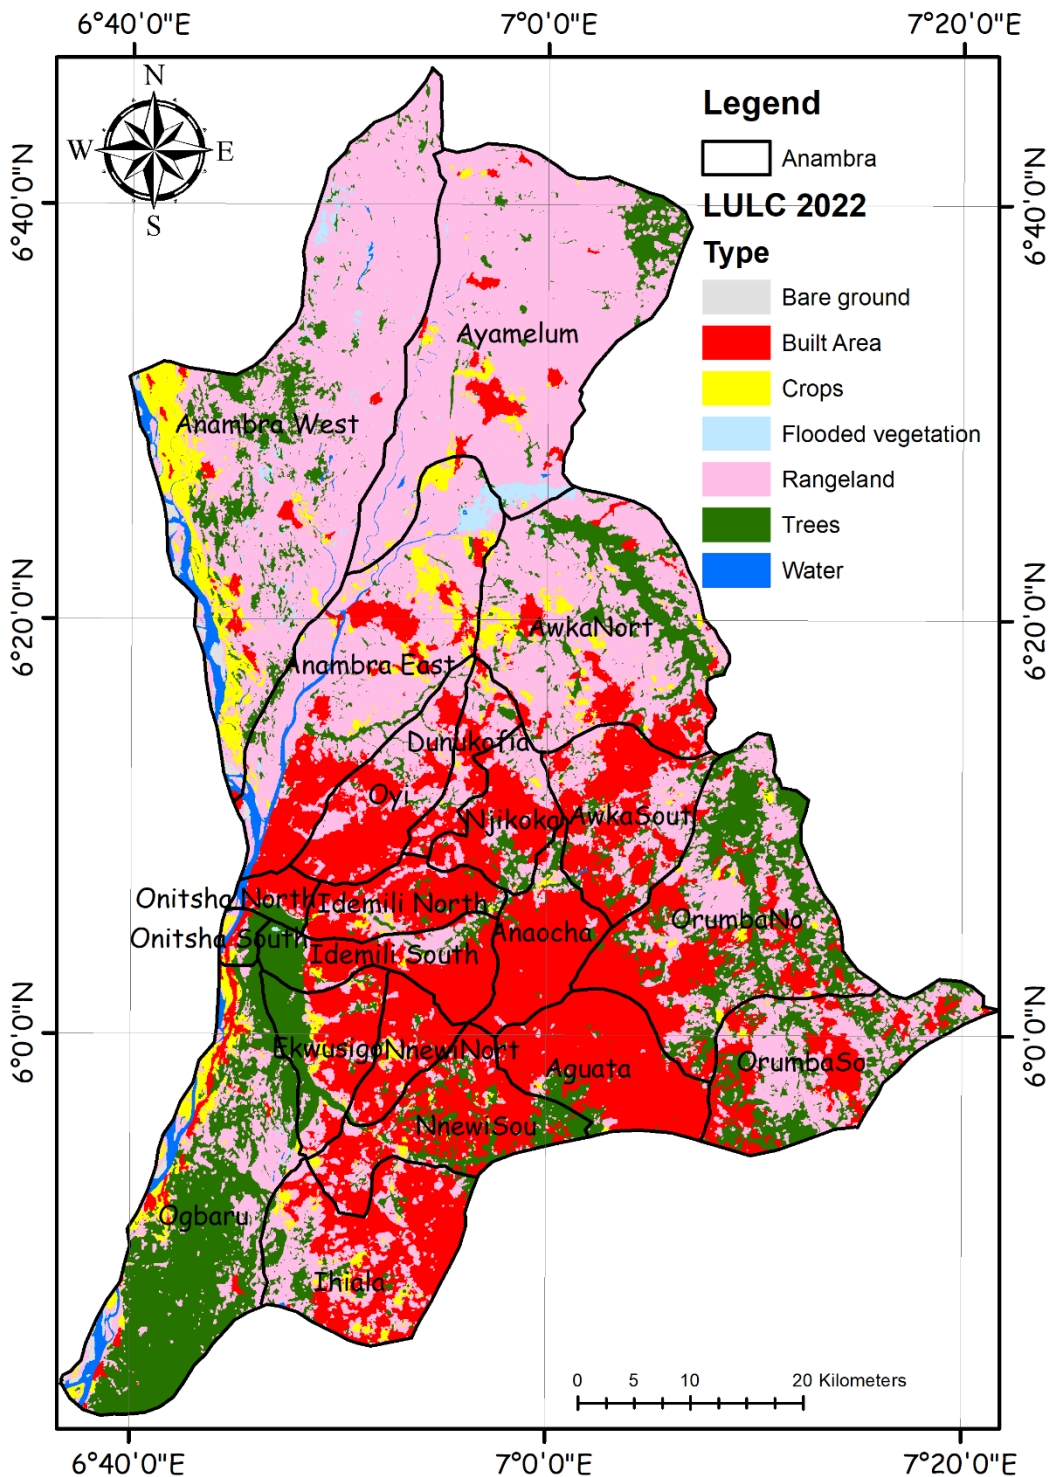 6°40'0"E
7°0'0"E
7°20'0"E
N
W
E
S
Legend
Anambra
LULC 2022
Type
Bare ground
Built Area
Crops
Flooded vegetation
Rangeland
Trees
Water
6°40'0"N
6°40'0"N
6°20'0"N
6°20'0"N
6°0'0"N
6°0'0"N
Ayamelum
Anambra West
AwkaNort
Anambra East
Dunukofia
Oyi
Njikoka
AwkaSout
Onitsha North
Idemili North
OrumbaNo
Onitsha South
Anaocha
Idemili South
Ekwusigo
NnewiNort
Aguata
OrumbaSo
NnewiSou
Ogbaru
Ihiala
0 5 10 20 Kilometers
6°40'0"E
7°0'0"E
7°20'0"E